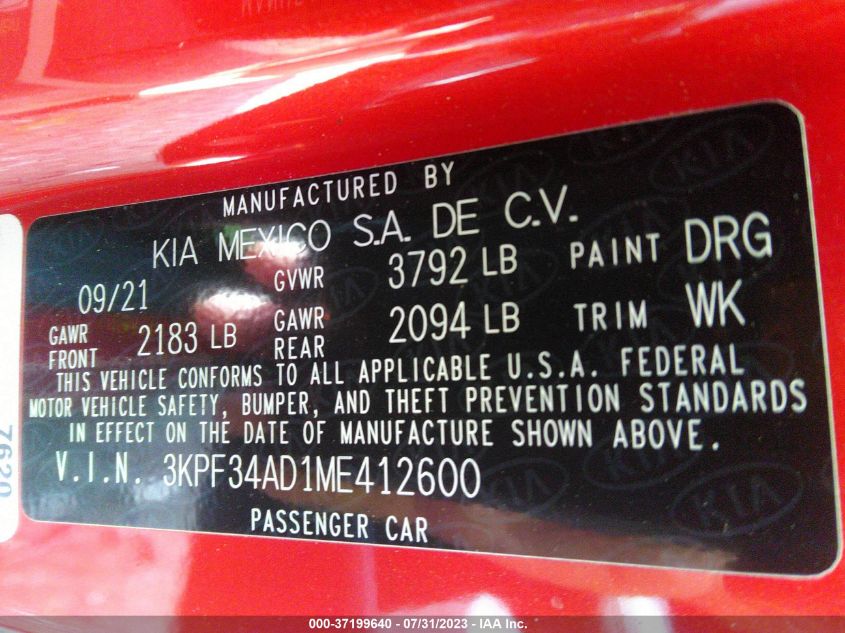 MANUFACTURED BY
KIA MEXICO S.A. DE C.V.
09/21 GVWR 3792 LB PAINT DRG
GAWR FRONT 2183 LB GAWR REAR 2094 LB TRIM WK
THIS VEHICLE CONFORMS TO ALL APPLICABLE U.S.A. FEDERAL
MOTOR VEHICLE SAFETY, BUMPER, AND THEFT PREVENTION STANDARDS
IN EFFECT ON THE DATE OF MANUFACTURE SHOWN ABOVE.
V.I.N. 3KPF34AD1ME412600
PASSENGER CAR
000-37199640 - 07/31/2023 - IAA Inc.